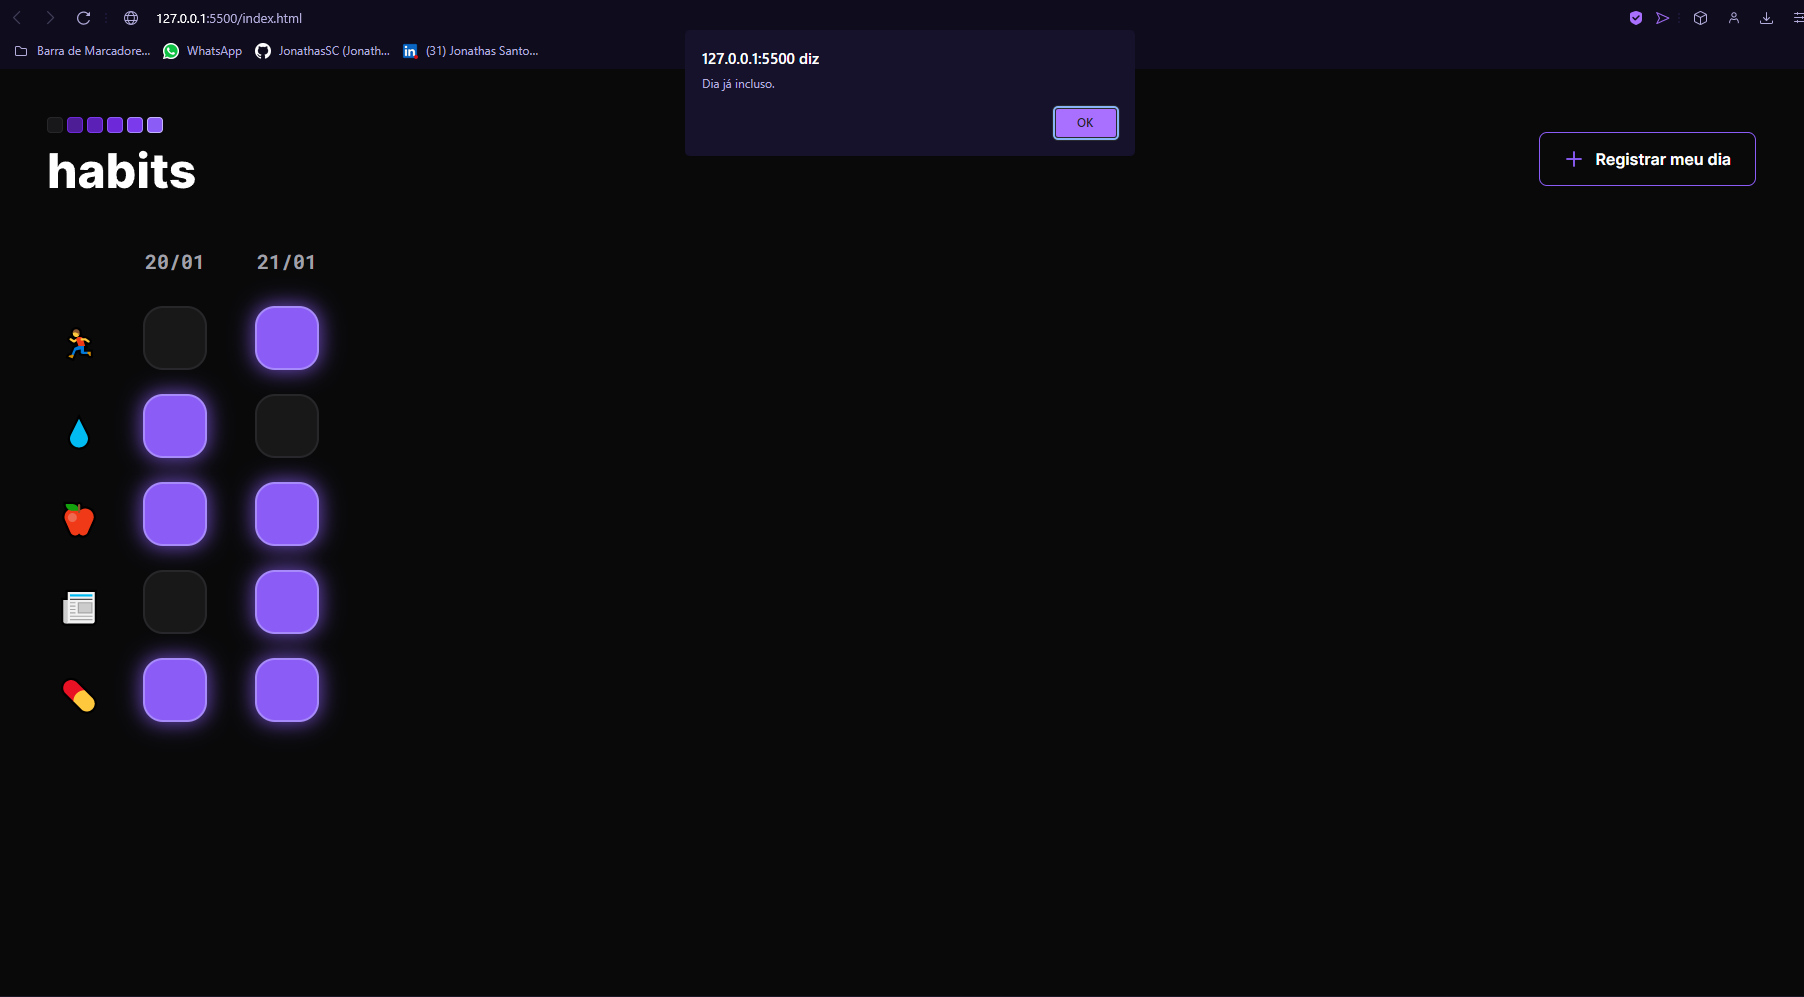 127.0.0.1:5500/index.html
Barra de Marcadore...
WhatsApp
JonathasSC (Jonath...
(31) Jonathas Santo...
127.0.0.1:5500 diz
Dia já incluso.
OK
habits
Registrar meu dia
20/01
21/01